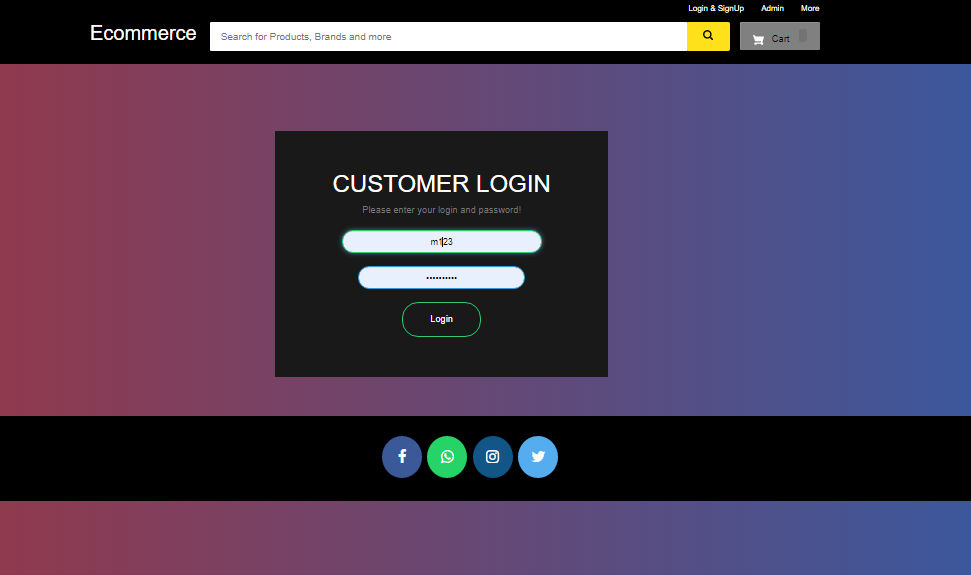 Login & SignUp Admin More
Ecommerce
Search for Products, Brands and more
Cart
CUSTOMER LOGIN
Please enter your login and password!
m123
••••••••••
Login